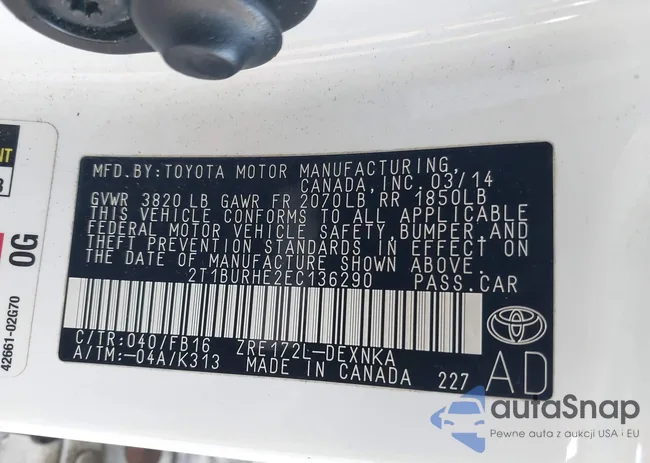 MFD. BY: TOYOTA MOTOR MANUFACTURING,
CANADA, INC. 03/14
GVWR 3820 LB GAWR FR 2070LB RR 1850LB
THIS VEHICLE CONFORMS TO ALL APPLICABLE
FEDERAL MOTOR VEHICLE SAFETY, BUMPER, AND
THEFT PREVENTION STANDARDS IN EFFECT ON
THE DATE OF MANUFACTURE SHOWN ABOVE.
2T1BURHE2EC136290 PASS.CAR
C/TR: 040/FB16 ZRE172L-DEXNKA
A/TM: -04A/K313 MADE IN CANADA 227
AD
0G
42661-02G70
autaSnap
Pewne auta z aukcji USA i EU